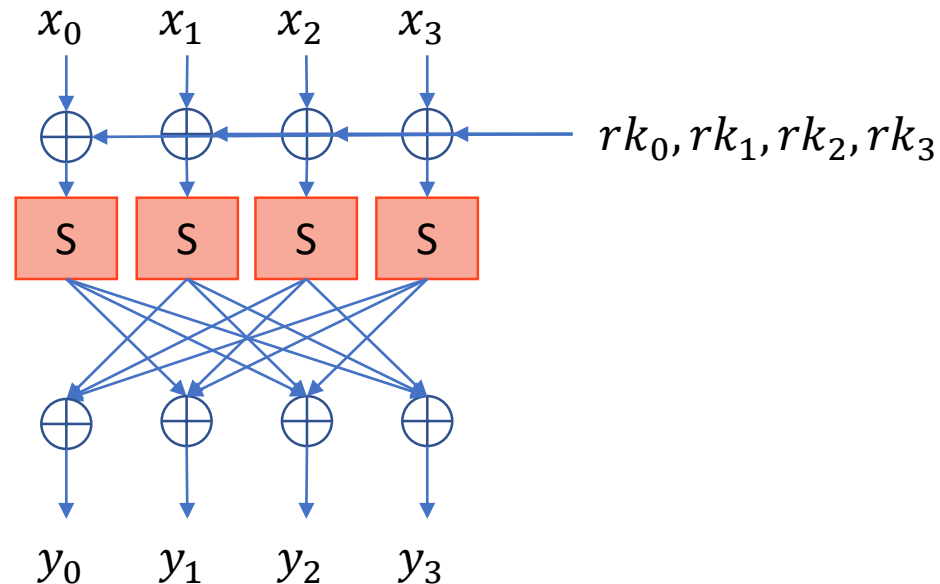 x₀ x₁ x₂ x₃
rk₀, rk₁, rk₂, rk₃
S S S S
y₀ y₁ y₂ y₃